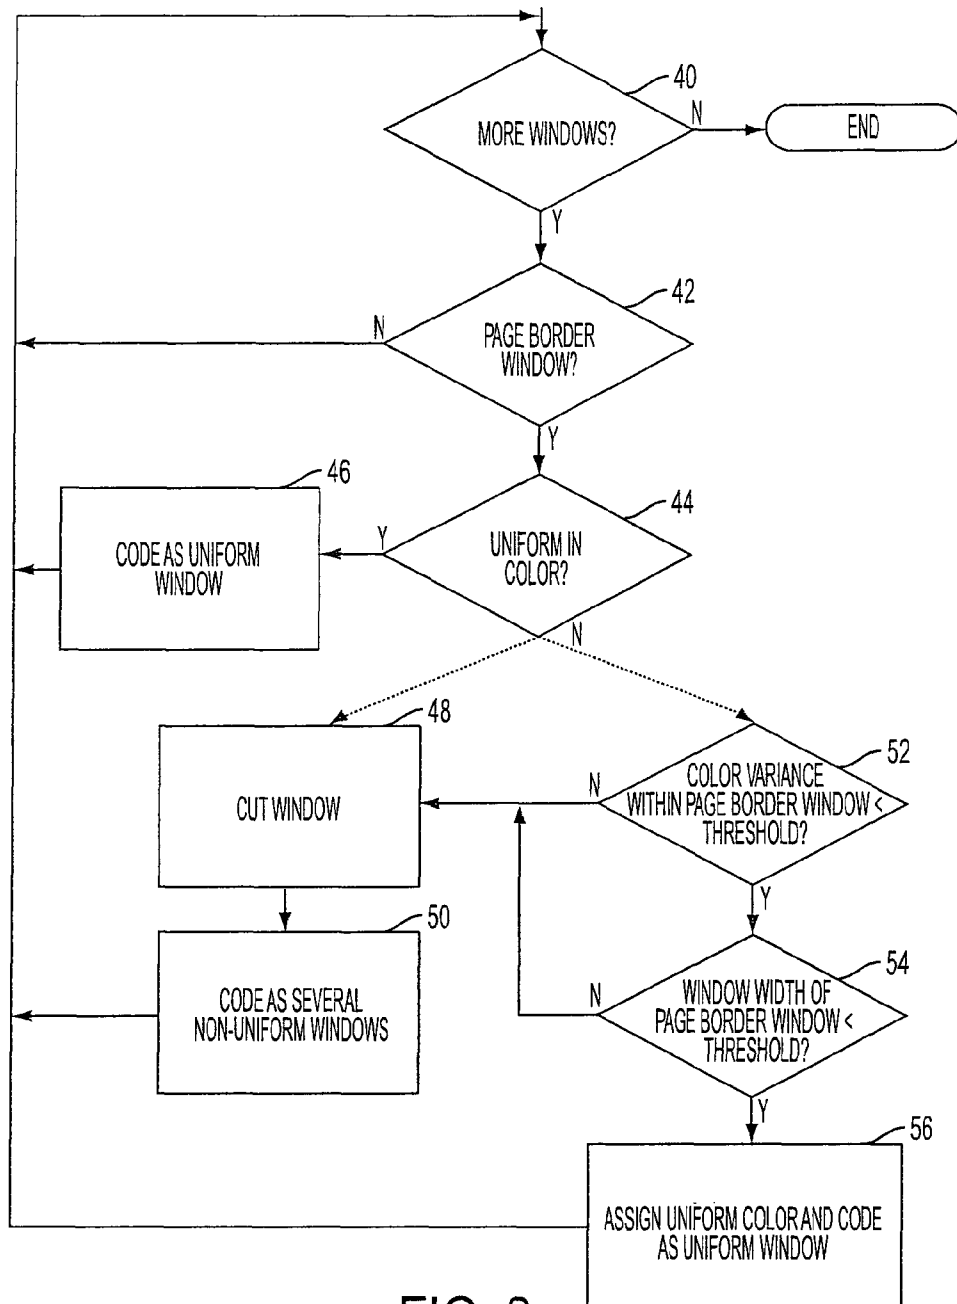 40
MORE WINDOWS?
N
END
Y
42
N
PAGE BORDER
WINDOW?
Y
46
44
CODE AS UNIFORM
WINDOW
Y
UNIFORM IN
COLOR?
N
48
52
CUT WINDOW
N
COLOR VARIANCE
WITHIN PAGE BORDER WINDOW <
THRESHOLD?
Y
50
54
CODE AS SEVERAL
NON-UNIFORM WINDOWS
N
WINDOW WIDTH OF
PAGE BORDER WINDOW <
THRESHOLD?
Y
56
ASSIGN UNIFORM COLOR AND CODE
AS UNIFORM WINDOW
FIG.